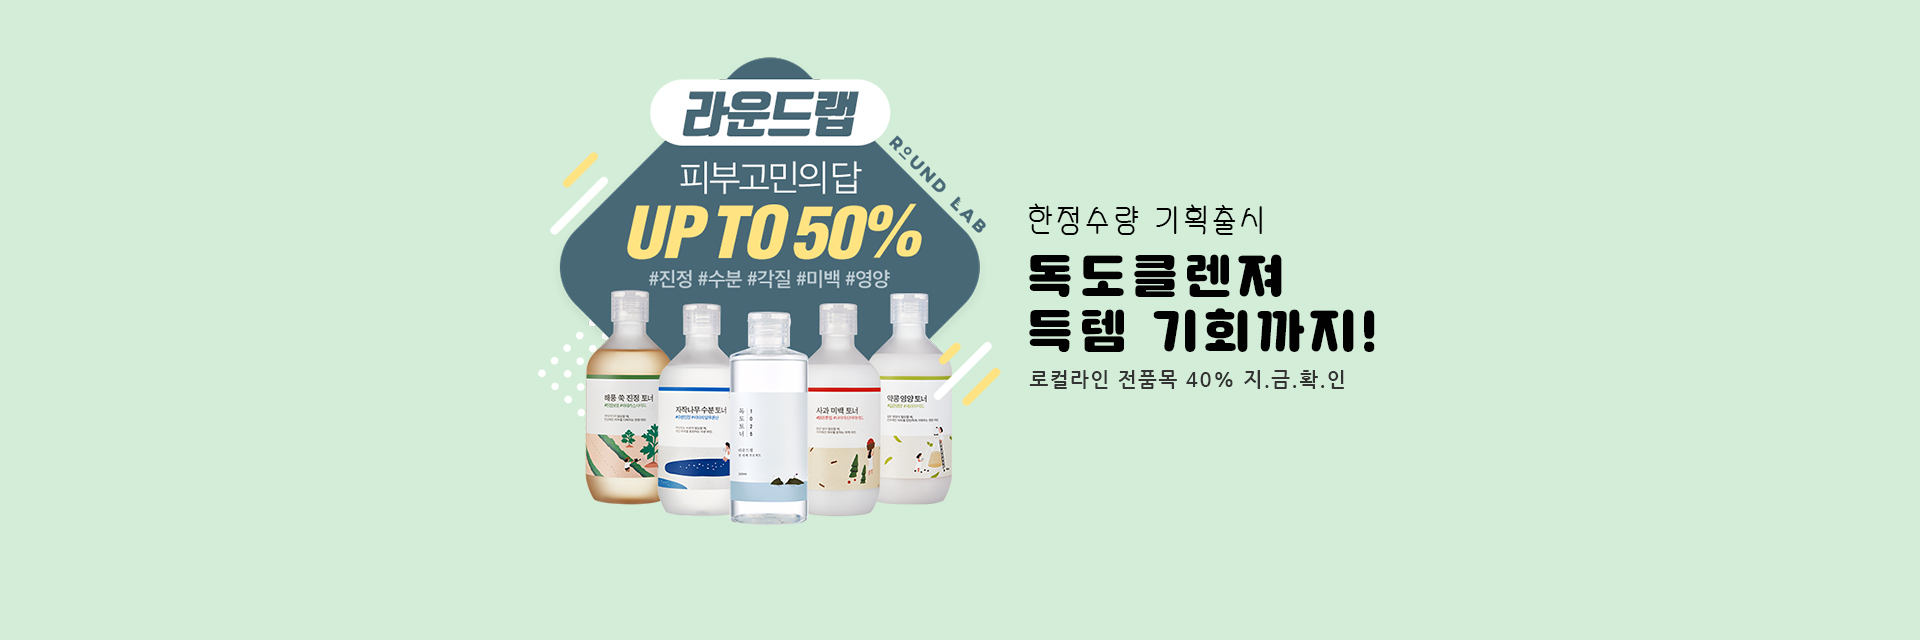 라운드랩
ROUND LAB
피부고민의 답
UP TO 50%
#진정 #수분 #각질 #미백 #영양
한정수량 기획출시
독도클렌져
득템 기회까지!
로컬라인 전품목 40% 지.금.확.인
해풍 쑥 진정 토너
자작나무 수분 토너
독도토너
1025
사과 미백 토너
약콩 영양 토너